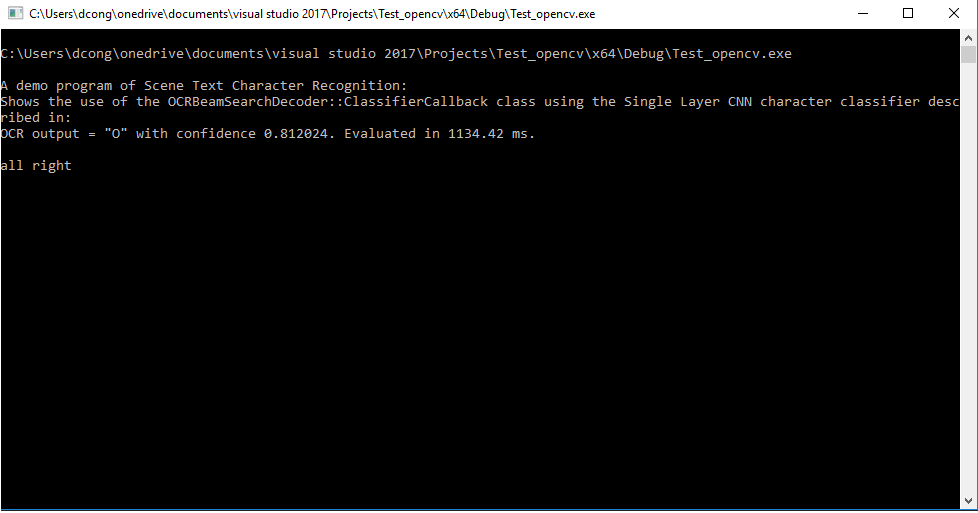 C:\Users\dcong\onedrive\documents\visual studio 2017\Projects\Test_opencv\x64\Debug\Test_opencv.exe
C:\Users\dcong\onedrive\documents\visual studio 2017\Projects\Test_opencv\x64\Debug\Test_opencv.exe
A demo program of Scene Text Character Recognition:
Shows the use of the OCRBeamSearchDecoder::ClassifierCallback class using the Single Layer CNN character classifier desc
ribed in:
OCR output = "O" with confidence 0.812024. Evaluated in 1134.42 ms.
all right